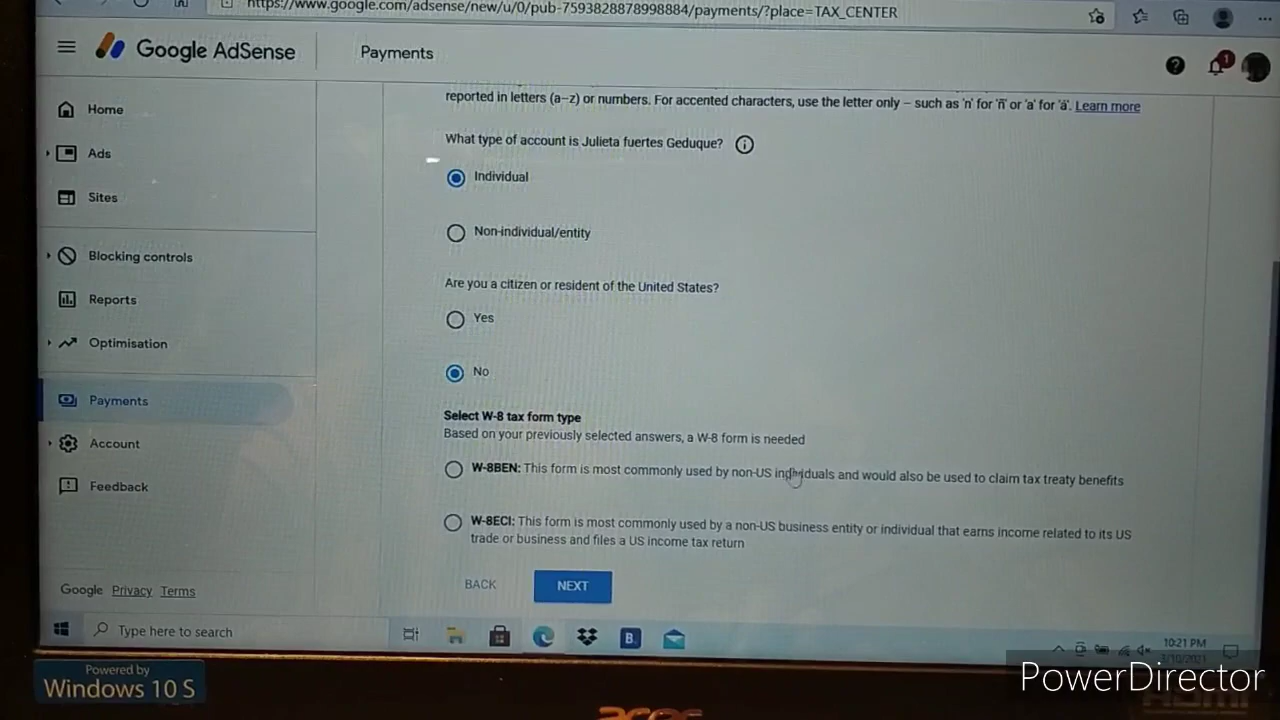 https://www.google.com/adsense/new/u/0/pub-7593828878998884/payments/?place=TAX_CENTER
Google AdSense
Payments
1
Home
Ads
Sites
Blocking controls
Reports
Optimisation
Payments
Account
Feedback
Google Privacy Terms
reported in letters (a–z) or numbers. For accented characters, use the letter only – such as 'n' for 'ñ' or 'a' for 'á'. Learn more
What type of account is Julieta fuertes Geduque?
Individual
Non-individual/entity
Are you a citizen or resident of the United States?
Yes
No
Select W-8 tax form type
Based on your previously selected answers, a W-8 form is needed
W-8BEN: This form is most commonly used by non-US individuals and would also be used to claim tax treaty benefits
W-8ECI: This form is most commonly used by a non-US business entity or individual that earns income related to its US
trade or business and files a US income tax return
BACK
NEXT
Type here to search
B
10:21 PM
3/10/2021
Powered by
Windows 10 S
PowerDirector
acer
HDMI